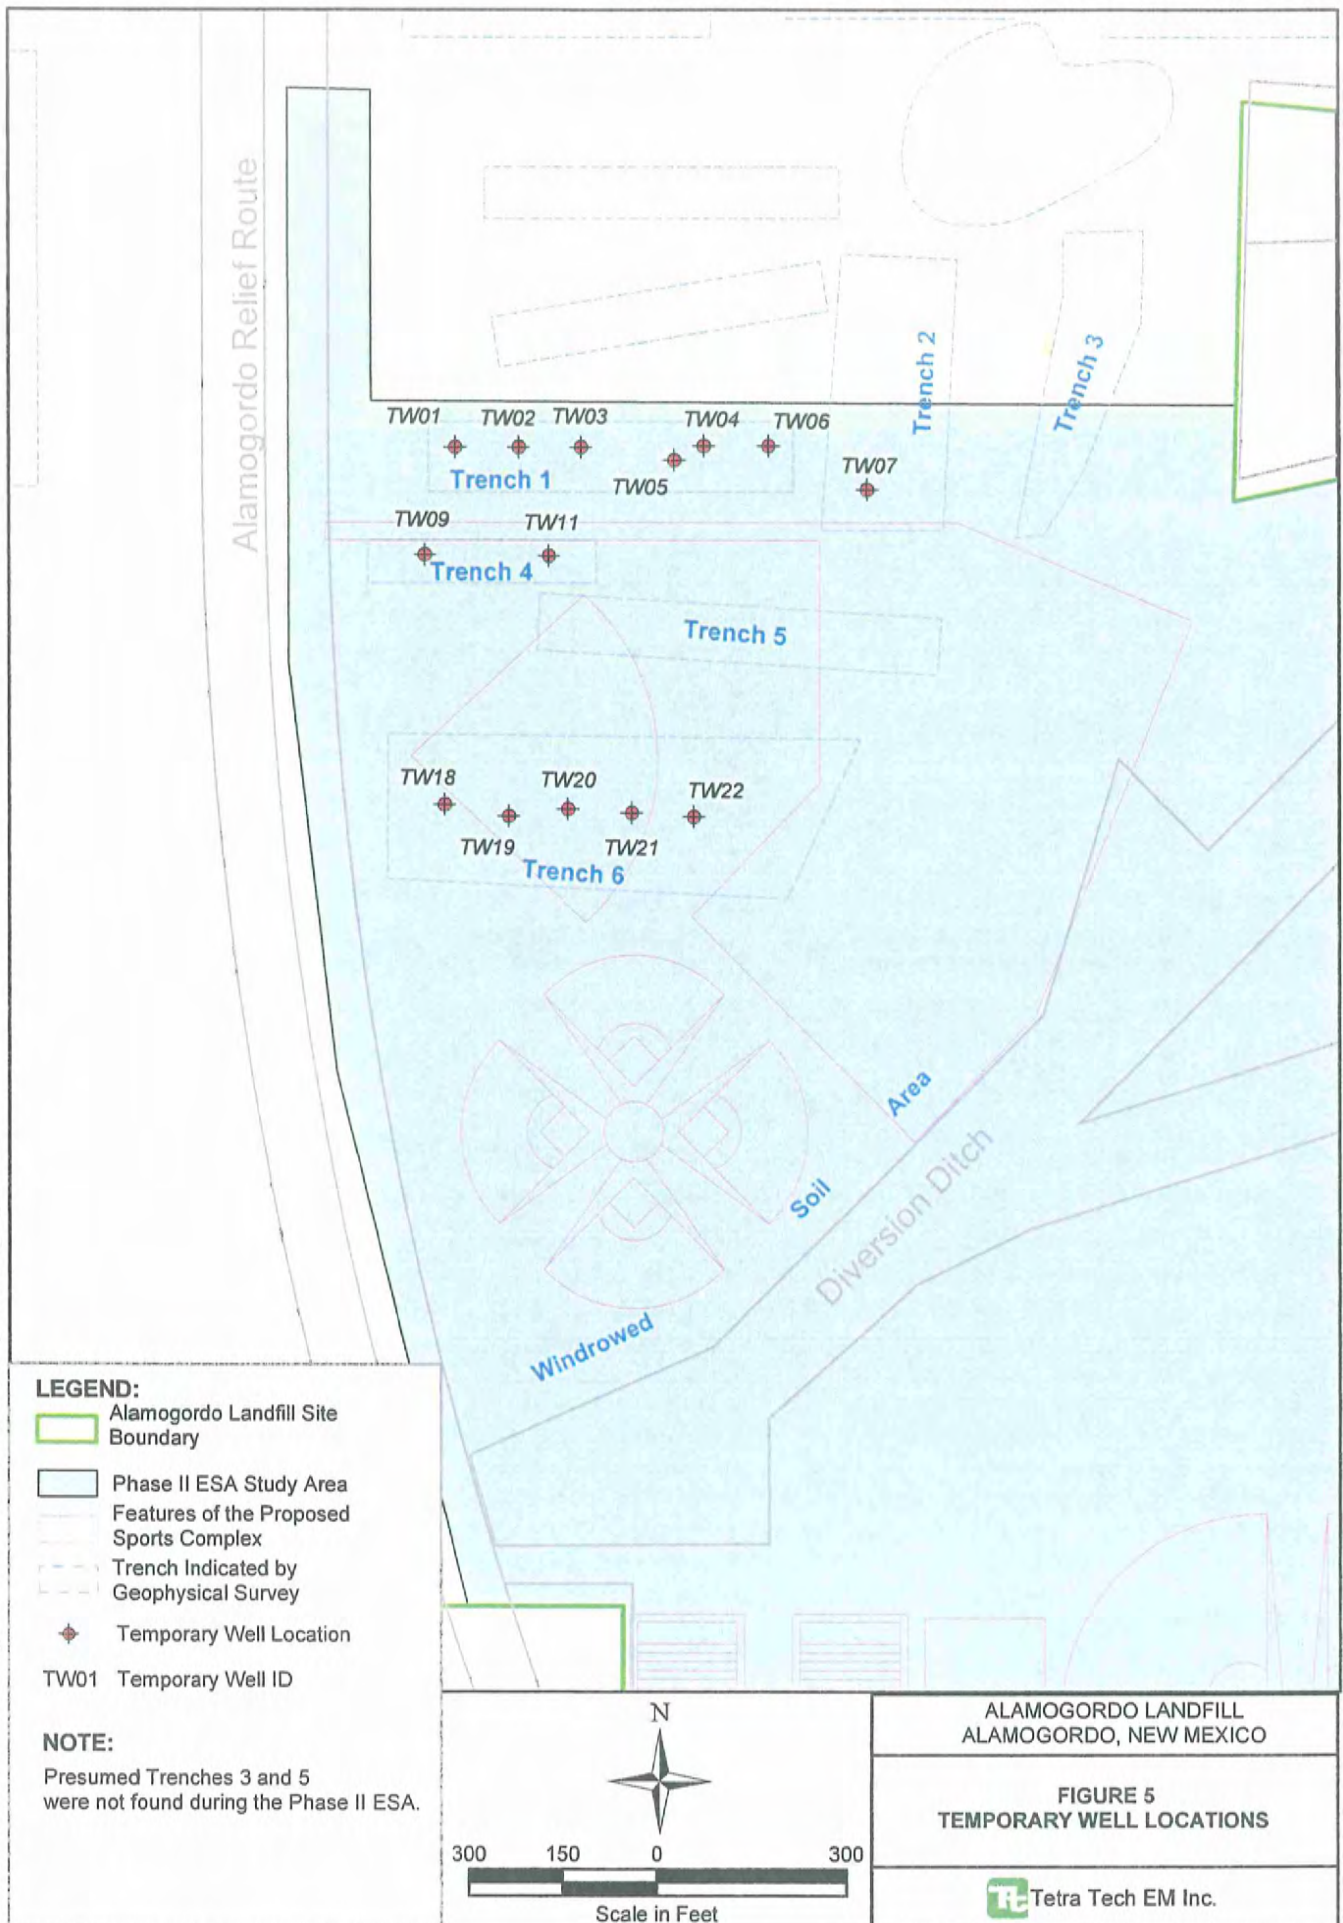 Alamogordo Relief Route
Trench 2
Trench 3
TW01
TW02
TW03
TW04
TW06
TW05
TW07
Trench 1
TW09
TW11
Trench 4
Trench 5
TW18
TW20
TW22
TW19
TW21
Trench 6
Windrowed
Soil
Area
Diversion Ditch
LEGEND:
Alamogordo Landfill Site
Boundary
Phase II ESA Study Area
Features of the Proposed
Sports Complex
Trench Indicated by
Geophysical Survey
Temporary Well Location
TW01 Temporary Well ID
NOTE:
Presumed Trenches 3 and 5
were not found during the Phase II ESA.
N
300 150 0 300
Scale in Feet
ALAMOGORDO LANDFILL
ALAMOGORDO, NEW MEXICO
FIGURE 5
TEMPORARY WELL LOCATIONS
Tt Tetra Tech EM Inc.